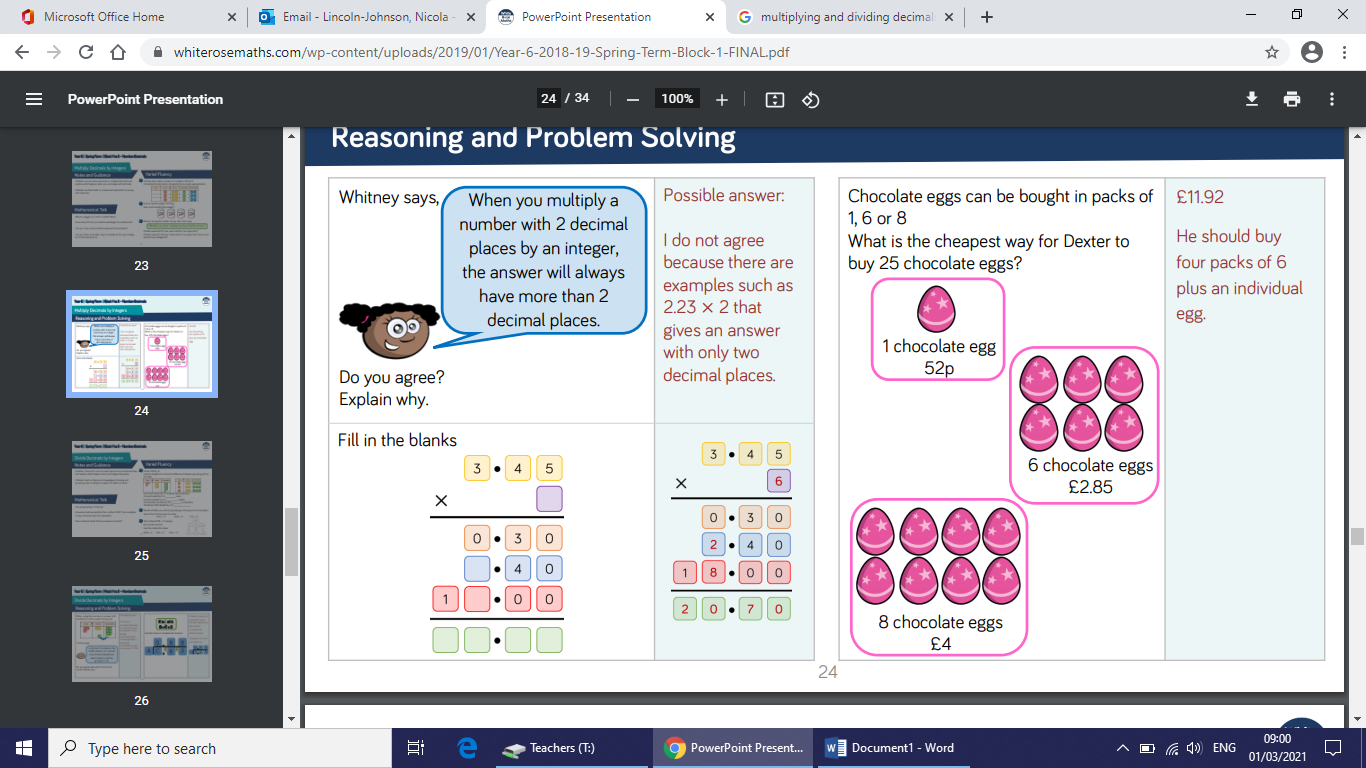 Microsoft Office Home
Email - Lincoln-Johnson, Nicola -
PowerPoint Presentation
multiplying and dividing decimal
whiterosemaths.com/wp-content/uploads/2019/01/Year-6-2018-19-Spring-Term-Block-1-FINAL.pdf
PowerPoint Presentation
24 / 34
100%
23
24
25
26
Reasoning and Problem Solving
Whitney says,
When you multiply a
number with 2 decimal
places by an integer,
the answer will always
have more than 2
decimal places.
Do you agree?
Explain why.
Possible answer:
I do not agree
because there are
examples such as
2.23 × 2 that
gives an answer
with only two
decimal places.
Fill in the blanks
3 • 4 5
×
0 • 3 0
• 4 0
1 • 0 0
•
3 • 4 5
× 6
0 • 3 0
2 • 4 0
1 8 • 0 0
2 0 • 7 0
Chocolate eggs can be bought in packs of
1, 6 or 8
What is the cheapest way for Dexter to
buy 25 chocolate eggs?
1 chocolate egg
52p
6 chocolate eggs
£2.85
8 chocolate eggs
£4
£11.92
He should buy
four packs of 6
plus an individual
egg.
24
Type here to search
Teachers (T:)
PowerPoint Present...
Document1 - Word
ENG
09:00
01/03/2021